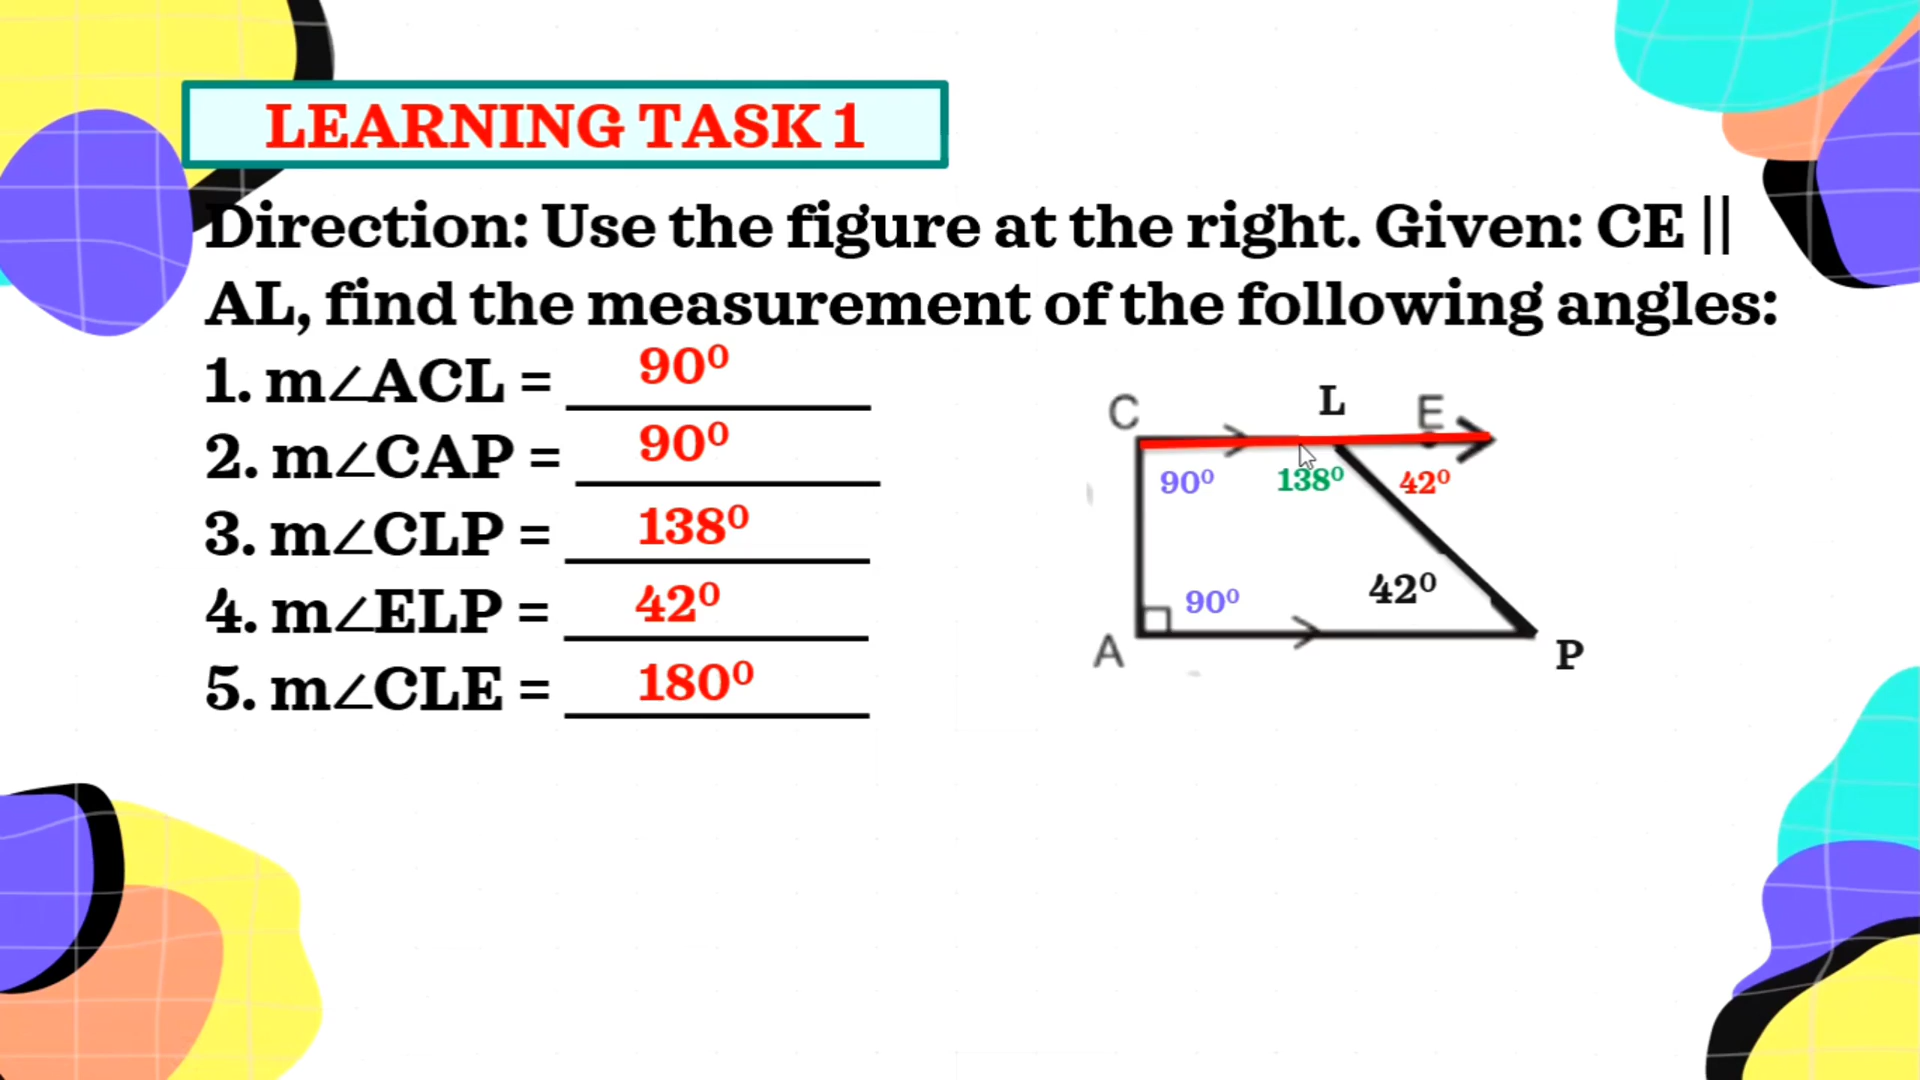 LEARNING TASK 1
Direction: Use the figure at the right. Given: CE ||
AL, find the measurement of the following angles:
1. m∠ACL = 90⁰
2. m∠CAP = 90⁰
3. m∠CLP = 138⁰
4. m∠ELP = 42⁰
5. m∠CLE = 180⁰
C L E
90⁰ 138⁰ 42⁰
90⁰ 42⁰
A P